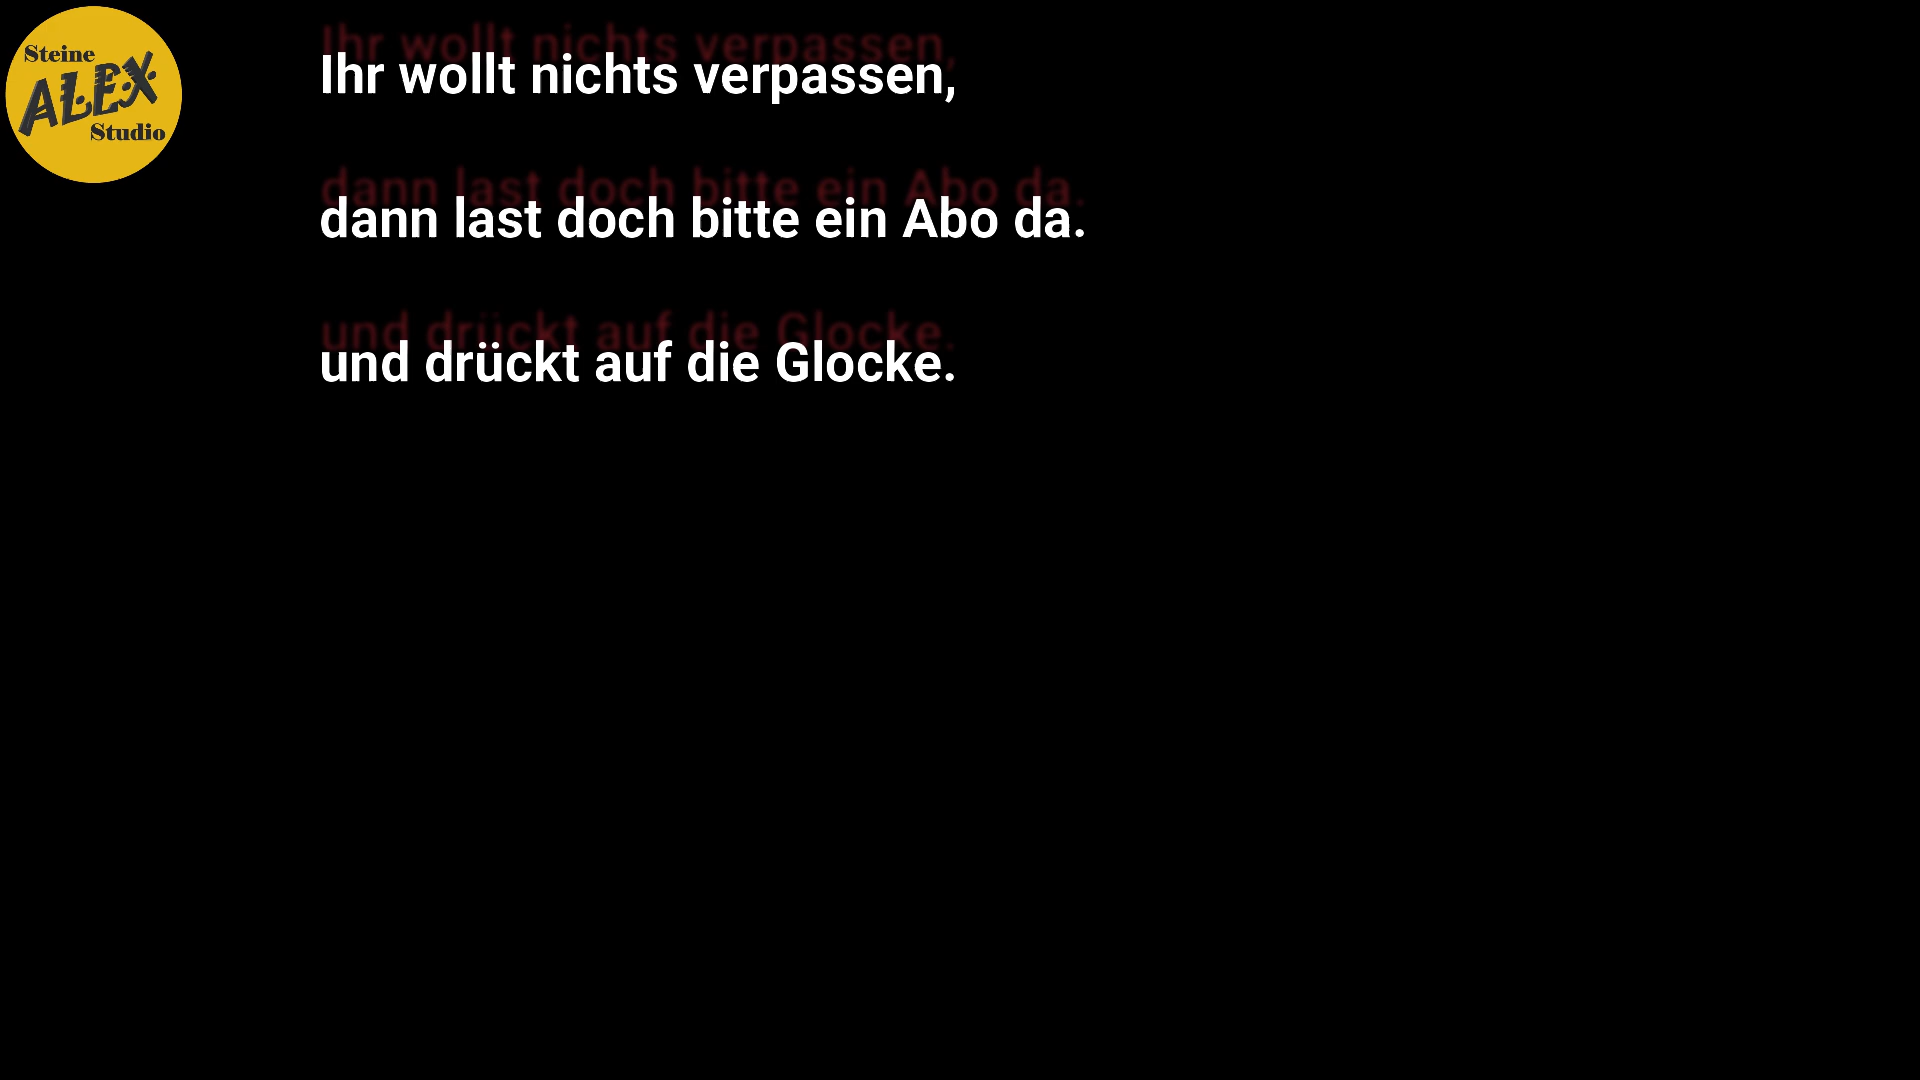 Steine
ALEX
Studio
Ihr wollt nichts verpassen,
dann last doch bitte ein Abo da.
und drückt auf die Glocke.